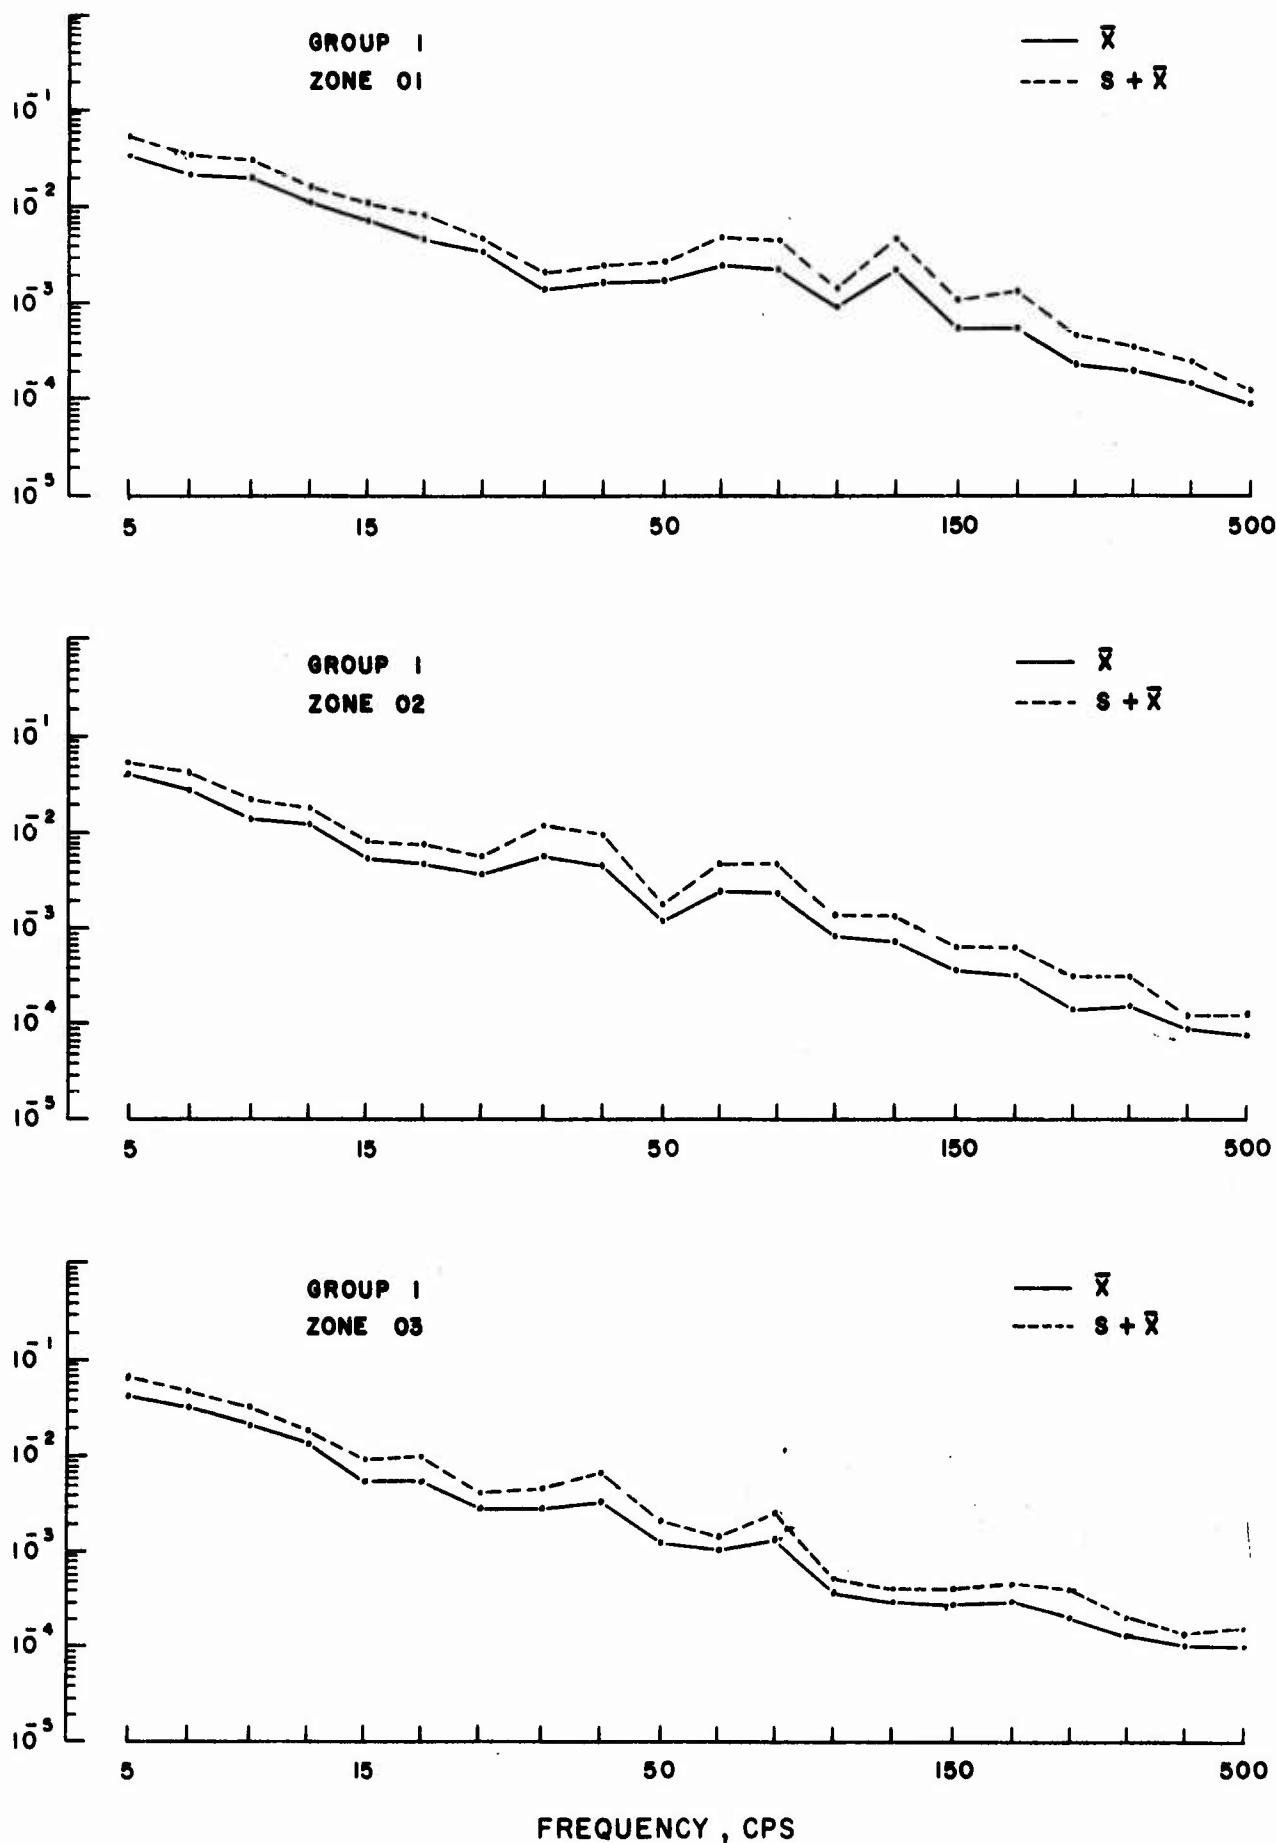 GROUP 1
ZONE 01
X̄
S + X̄
10⁻¹
10⁻²
10⁻³
10⁻⁴
10⁻⁵
5 15 50 150 500
GROUP 1
ZONE 02
X̄
S + X̄
10⁻¹
10⁻²
10⁻³
10⁻⁴
10⁻⁵
5 15 50 150 500
GROUP 1
ZONE 03
X̄
S + X̄
10⁻¹
10⁻²
10⁻³
10⁻⁴
10⁻⁵
5 15 50 150 500
FREQUENCY, CPS